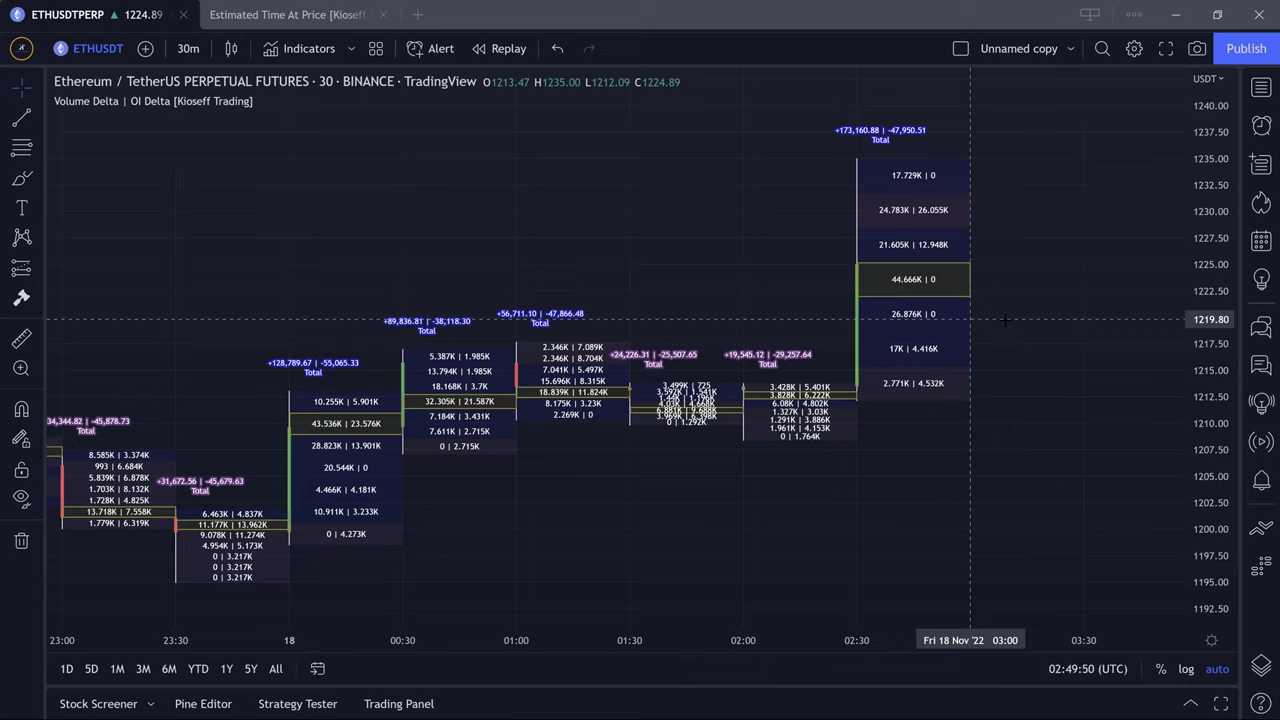 ETHUSDTPERP ▲ 1224.89
Estimated Time At Price [Kioseff
ETHUSDT
30m
Indicators
Alert
Replay
Unnamed copy
Publish
Ethereum / TetherUS PERPETUAL FUTURES · 30 · BINANCE · TradingView O1213.47 H1235.00 L1212.09 C1224.89
USDT
Volume Delta | OI Delta [Kioseff Trading]
34,344.82 | -45,878.73
Total
8.585K | 3.374K
993 | 6.684K
5.839K | 6.878K
1.703K | 8.132K
1.728K | 4.825K
13.718K | 7.558K
1.779K | 6.319K
+31,672.56 | -45,679.63
Total
6.463K | 4.837K
11.177K | 13.962K
9.078K | 11.274K
4.954K | 5.173K
0 | 3.217K
0 | 3.217K
0 | 3.217K
+128,789.67 | -55,065.33
Total
10.255K | 5.901K
43.536K | 23.576K
28.823K | 13.901K
20.544K | 0
4.466K | 4.181K
10.911K | 3.233K
0 | 4.273K
+89,836.81 | -38,118.30
Total
5.387K | 1.985K
13.794K | 1.985K
18.168K | 3.7K
32.305K | 21.587K
7.184K | 3.431K
7.611K | 2.715K
0 | 2.715K
+56,711.10 | -47,866.48
Total
2.346K | 7.089K
2.346K | 8.704K
7.041K | 5.497K
15.696K | 8.315K
18.839K | 11.824K
8.175K | 3.23K
2.269K | 0
+24,226.31 | -25,507.65
Total
3.499K | 725
0 | 1.292K
+19,545.12 | -29,257.64
Total
3.428K | 5.401K
3.828K | 6.222K
6.08K | 4.802K
1.327K | 3.03K
1.291K | 3.886K
1.961K | 4.153K
0 | 1.764K
+173,160.88 | -47,950.51
Total
17.729K | 0
24.783K | 26.055K
21.605K | 12.948K
44.666K | 0
26.876K | 0
17K | 4.416K
2.771K | 4.532K
1240.00
1237.50
1235.00
1232.50
1230.00
1227.50
1225.00
1222.50
1219.80
1217.50
1215.00
1212.50
1210.00
1207.50
1205.00
1202.50
1200.00
1197.50
1195.00
1192.50
23:00
23:30
18
00:30
01:00
01:30
02:00
02:30
Fri 18 Nov '22 03:00
03:30
1D 5D 1M 3M 6M YTD 1Y 5Y All
02:49:50 (UTC)
% log auto
Stock Screener
Pine Editor
Strategy Tester
Trading Panel